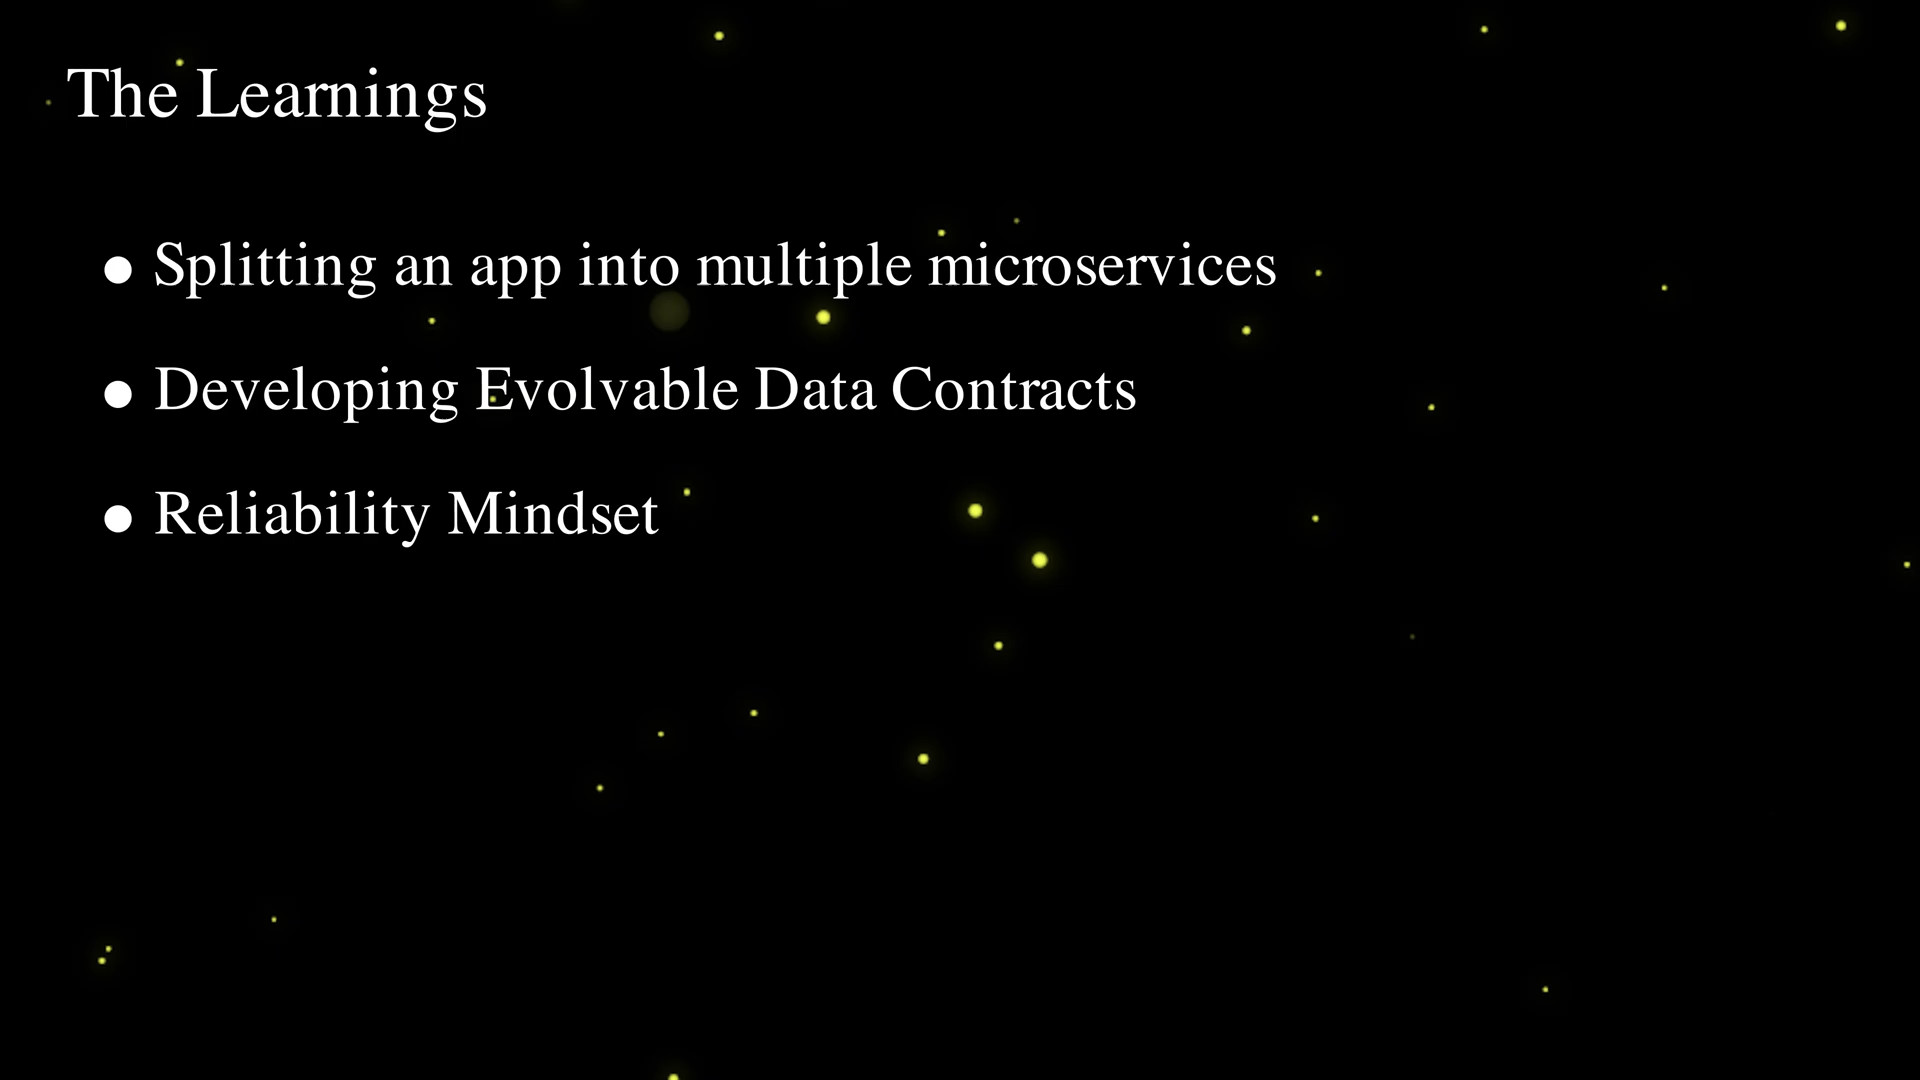 The Learnings
● Splitting an app into multiple microservices
● Developing Evolvable Data Contracts
● Reliability Mindset